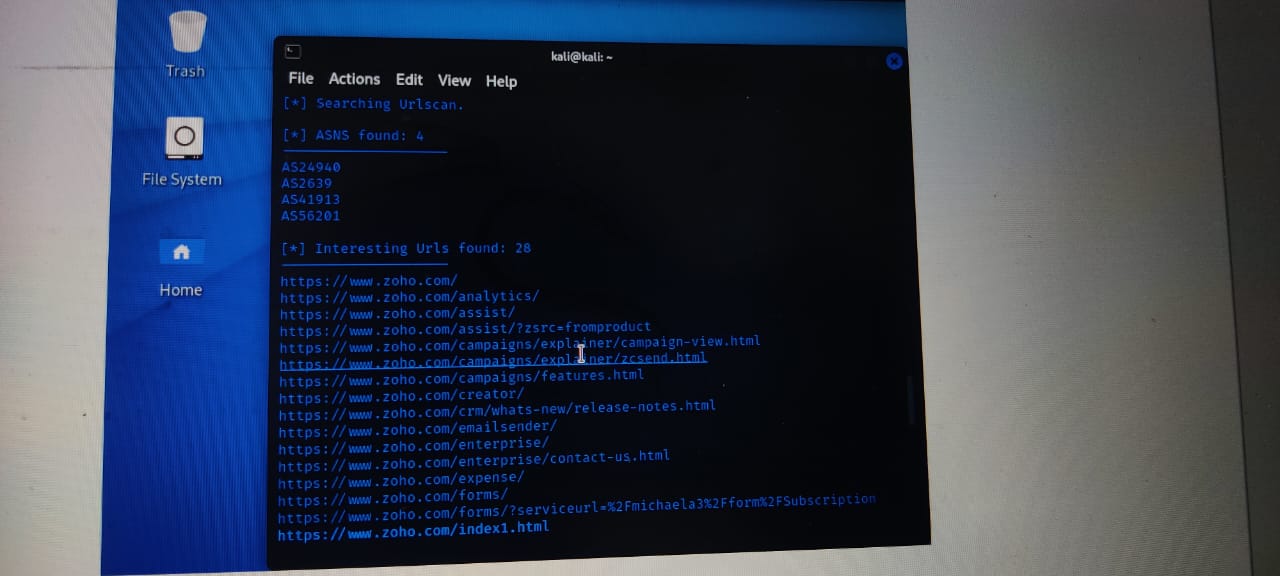 Trash
File System
Home
kali@kali: ~
File Actions Edit View Help
[*] Searching Urlscan.
[*] ASNS found: 4
AS24940
AS2639
AS41913
AS56201
[*] Interesting Urls found: 28
https://www.zoho.com/
https://www.zoho.com/analytics/
https://www.zoho.com/assist/
https://www.zoho.com/assist/?zsrc=fromproduct
https://www.zoho.com/campaigns/explainer/campaign-view.html
https://www.zoho.com/campaigns/explainer/zcsend.html
https://www.zoho.com/campaigns/features.html
https://www.zoho.com/creator/
https://www.zoho.com/crm/whats-new/release-notes.html
https://www.zoho.com/emailsender/
https://www.zoho.com/enterprise/
https://www.zoho.com/enterprise/contact-us.html
https://www.zoho.com/expense/
https://www.zoho.com/forms/
https://www.zoho.com/forms/?serviceurl=%2Fmichaela3%2Fform%2FSubscription
https://www.zoho.com/index1.html